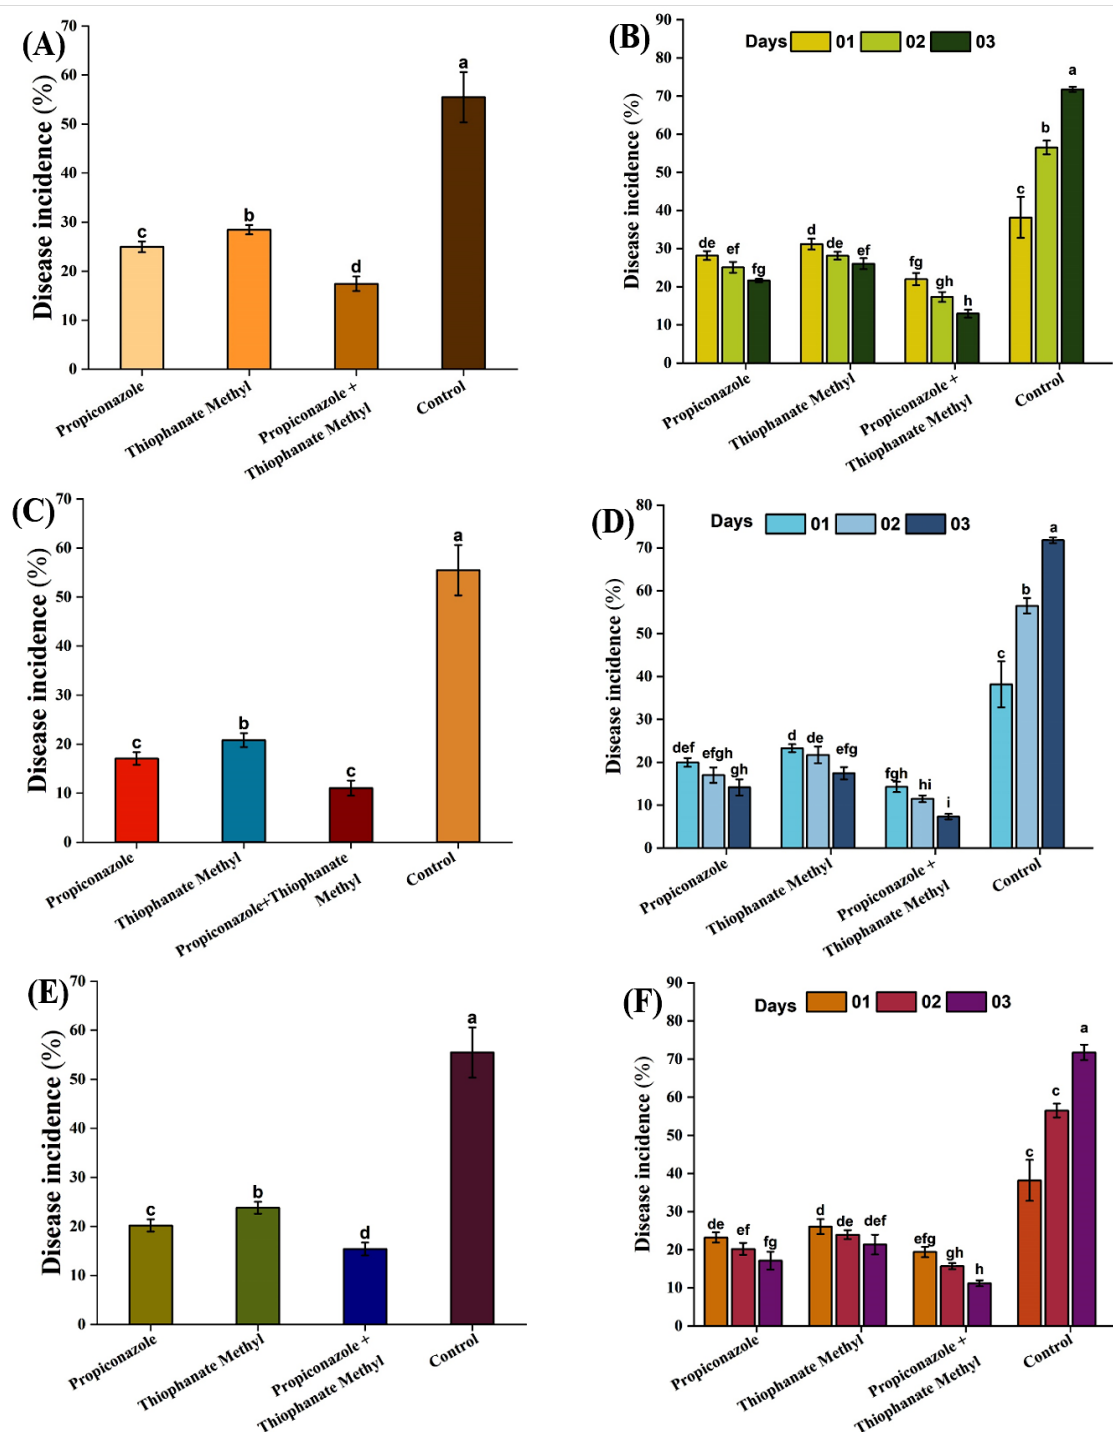 (A)
Disease incidence (%)
70
60
50
40
30
20
10
0
c
b
d
a
Propiconazole
Thiophanate Methyl
Propiconazole +
Thiophanate Methyl
Control
(B)
Days 01 02 03
Disease incidence (%)
90
80
70
60
50
40
30
20
10
0
de
ef
fg
d
de
ef
fg
gh
h
c
b
a
Propiconazole
Thiophanate Methyl
Propiconazole +
Thiophanate Methyl
Control
(C)
Disease incidence (%)
70
60
50
40
30
20
10
0
c
b
c
a
Propiconazole
Thiophanate Methyl
Propiconazole+Thiophanate
Methyl
Control
(D)
Days 01 02 03
Disease incidence (%)
80
70
60
50
40
30
20
10
0
def
efgh
gh
d
de
efg
fgh
hi
i
c
b
a
Propiconazole
Thiophanate Methyl
Propiconazole +
Thiophanate Methyl
Control
(E)
Disease incidence (%)
70
60
50
40
30
20
10
0
c
b
d
a
Propiconazole
Thiophanate Methyl
Propiconazole +
Thiophanate Methyl
Control
(F)
Days 01 02 03
Disease incidence (%)
90
80
70
60
50
40
30
20
10
0
de
ef
fg
d
de
def
efg
gh
h
c
c
a
Propiconazole
Thiophanate Methyl
Propiconazole +
Thiophanate Methyl
Control